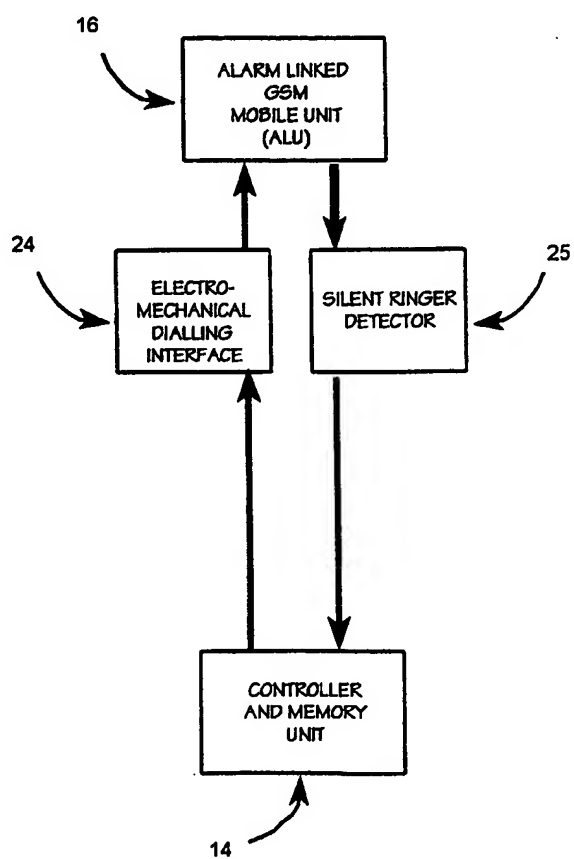 16
ALARM LINKED
GSM
MOBILE UNIT
(ALU)
24
ELECTRO-
MECHANICAL
DIALLING
INTERFACE
SILENT RINGER
DETECTOR
25
CONTROLLER
AND MEMORY
UNIT
14